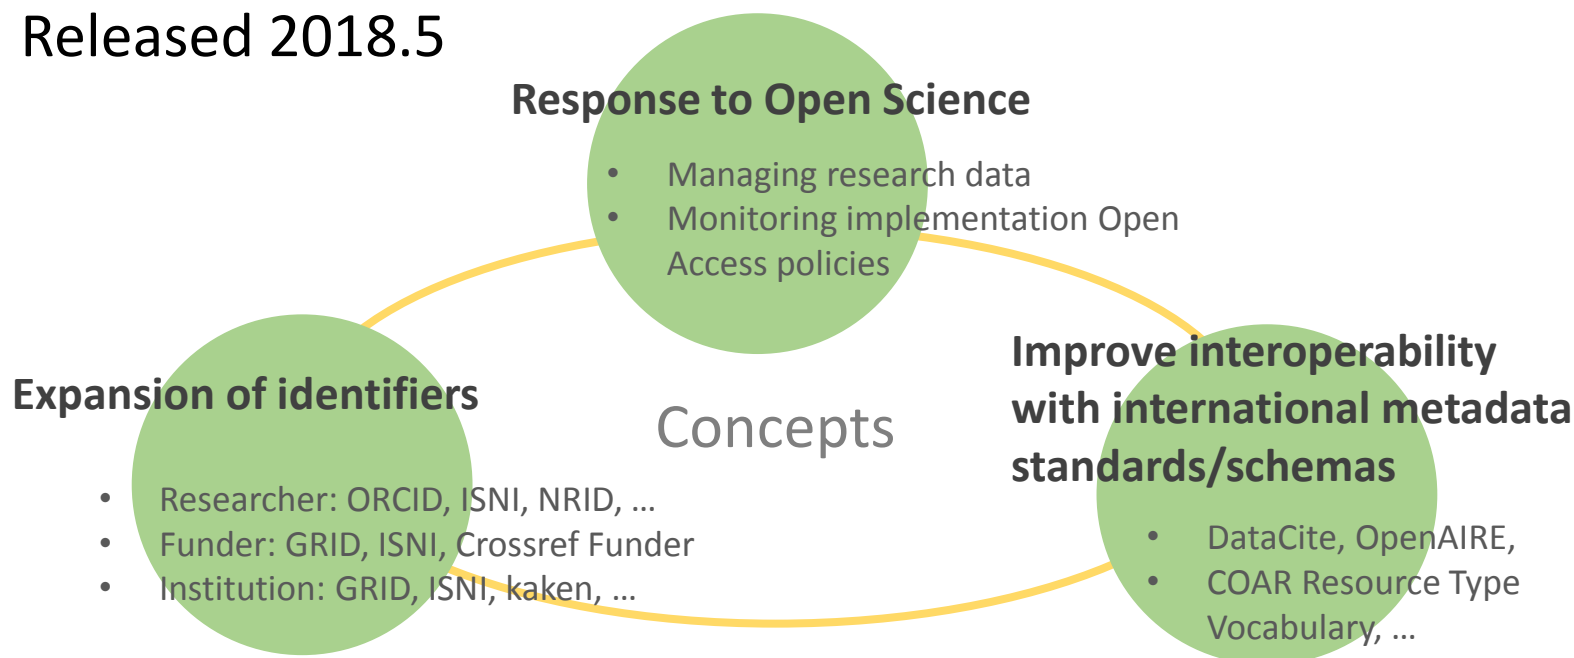 Released 2018.5
Response to Open Science
• Managing research data
• Monitoring implementation Open
Access policies
Expansion of identifiers
• Researcher: ORCID, ISNI, NRID, …
• Funder: GRID, ISNI, Crossref Funder
• Institution: GRID, ISNI, kaken, …
Concepts
Improve interoperability
with international metadata
standards/schemas
• DataCite, OpenAIRE,
• COAR Resource Type
Vocabulary, …